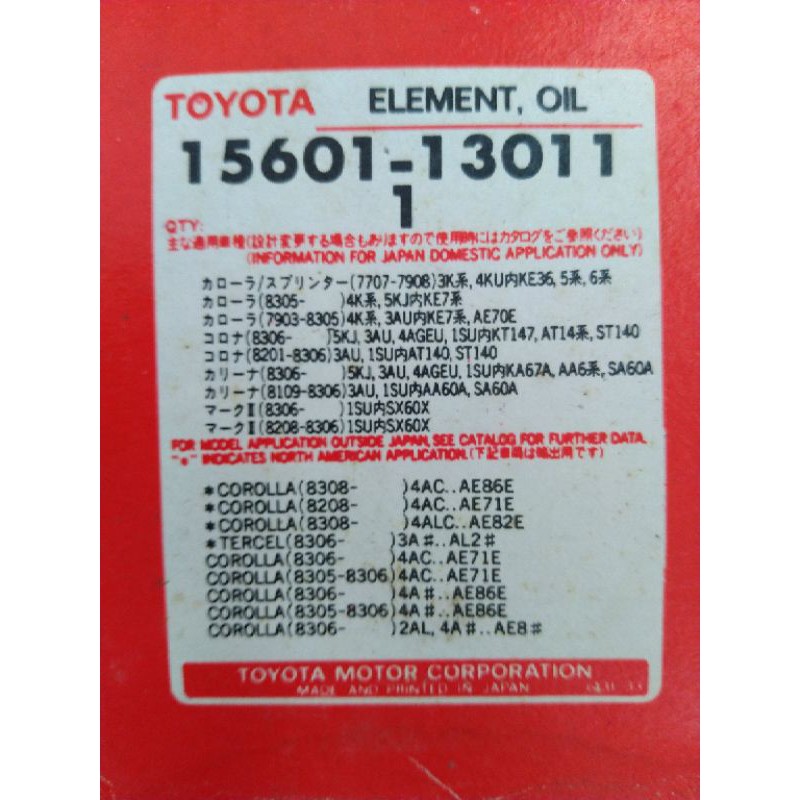 TOYOTA ELEMENT, OIL
15601-13011
1
QTY:
主な適用車種(設計変更する場合もありますので使用時にはカタログをご参照ください)
(INFORMATION FOR JAPAN DOMESTIC APPLICATION ONLY)
カローラ/スプリンター(7707-7908)3K系, 4KU内KE36, 5系, 6系
カローラ(8305- )4K系, 5KJ内KE7系
カローラ(7903-8305)4K系, 3AU内KE7系, AE70E
コロナ(8306- )5KJ, 3AU, 4AGEU, 1SU内KT147, AT14系, ST140
コロナ(8201-8306)3AU, 1SU内AT140, ST140
カリーナ(8306- )5KJ, 3AU, 4AGEU, 1SU内KA67A, AA6系, SA60A
カリーナ(8109-8306)3AU, 1SU内AA60A, SA60A
マークⅡ(8306- )1SU内SX60X
マークⅡ(8208-8306)1SU内SX60X
FOR MODEL APPLICATION OUTSIDE JAPAN, SEE CATALOG FOR FURTHER DATA.
"*" INDICATES NORTH AMERICAN APPLICATION.(下記車両は輸出用です)
*COROLLA(8308- )4AC..AE86E
*COROLLA(8208- )4AC..AE71E
*COROLLA(8308- )4ALC..AE82E
*TERCEL(8306- )3A#..AL2#
COROLLA(8306- )4AC..AE71E
COROLLA(8305-8306)4AC..AE71E
COROLLA(8306- )4A#..AE86E
COROLLA(8305-8306)4A#..AE86E
COROLLA(8306- )2AL, 4A#..AE8#
TOYOTA MOTOR CORPORATION
MADE AND PRINTED IN JAPAN